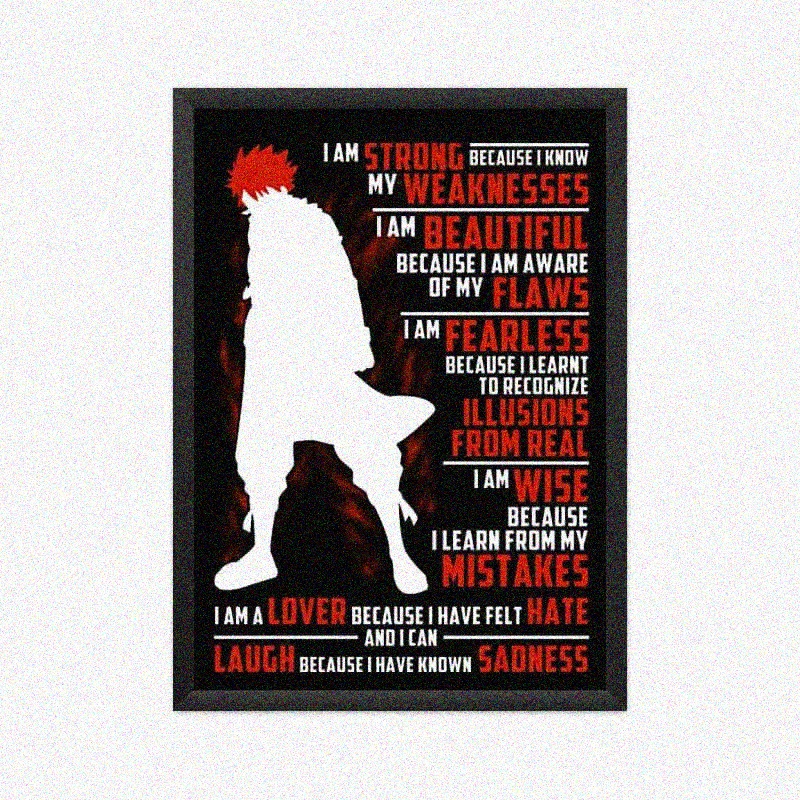 I AM STRONG BECAUSE I KNOW
MY WEAKNESSES
I AM BEAUTIFUL
BECAUSE I AM AWARE
OF MY FLAWS
I AM FEARLESS
BECAUSE I LEARNT
TO RECOGNIZE
ILLUSIONS
FROM REAL
I AM WISE
BECAUSE
I LEARN FROM MY
MISTAKES
I AM A LOVER BECAUSE I HAVE FELT HATE
AND I CAN
LAUGH BECAUSE I HAVE KNOWN SADNESS